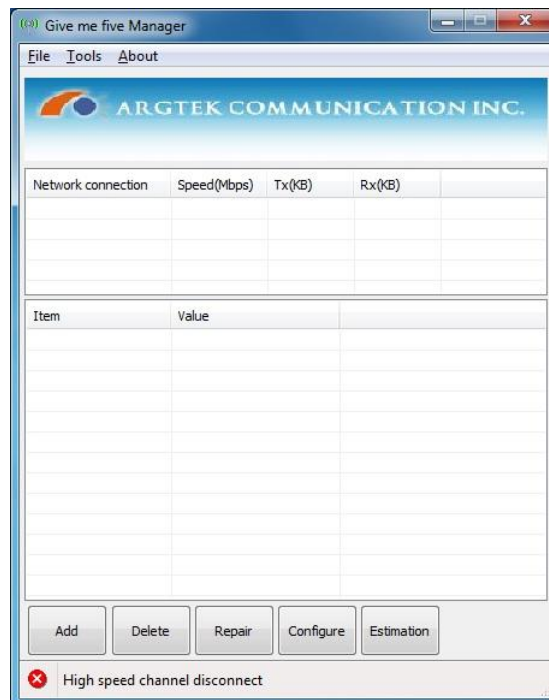 Give me five Manager
File Tools About
ARGTEK COMMUNICATION INC.
Network connection Speed(Mbps) Tx(KB) Rx(KB)
Item Value
Add Delete Repair Configure Estimation
High speed channel disconnect